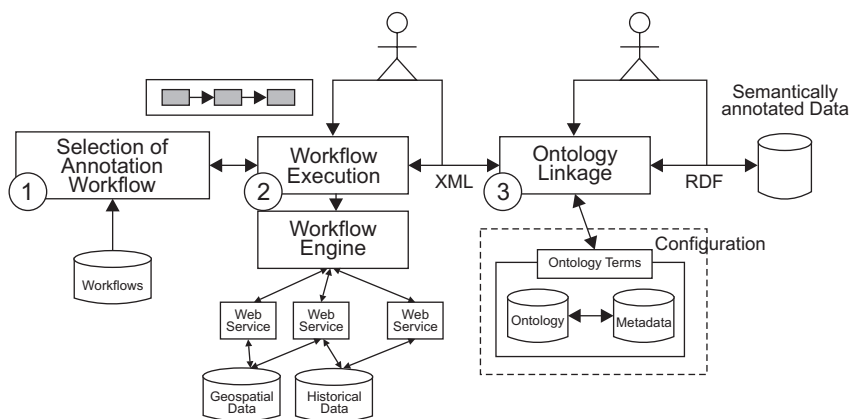 Semantically
annotated Data
Selection of
Annotation
Workflow
1
Workflow
Execution
2
XML
Ontology
Linkage
3
RDF
Workflow
Engine
Configuration
Ontology Terms
Workflows
Web
Service
Web
Service
Web
Service
Ontology
Metadata
Geospatial
Data
Historical
Data